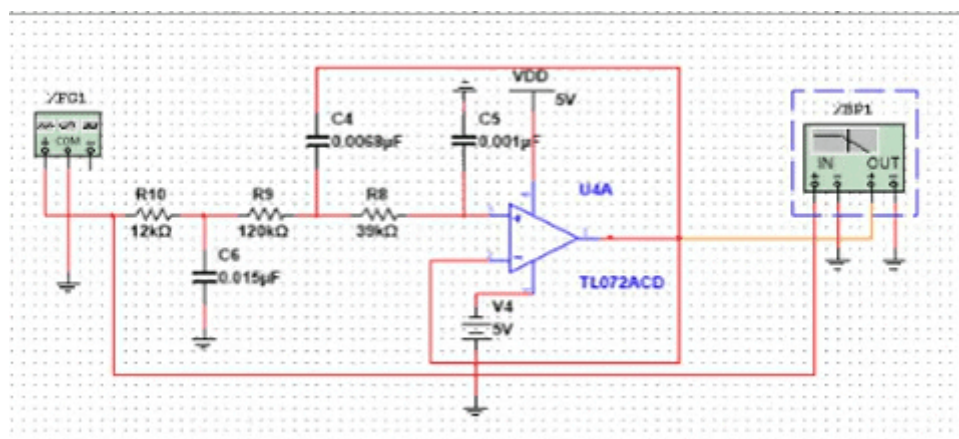 XFG1
COM
VDD
5V
C4
0.0068µF
C5
0.001µF
XBP1
IN
OUT
U4A
R10
12kΩ
R9
120kΩ
R8
39kΩ
C6
0.015µF
TL072ACD
V4
5V